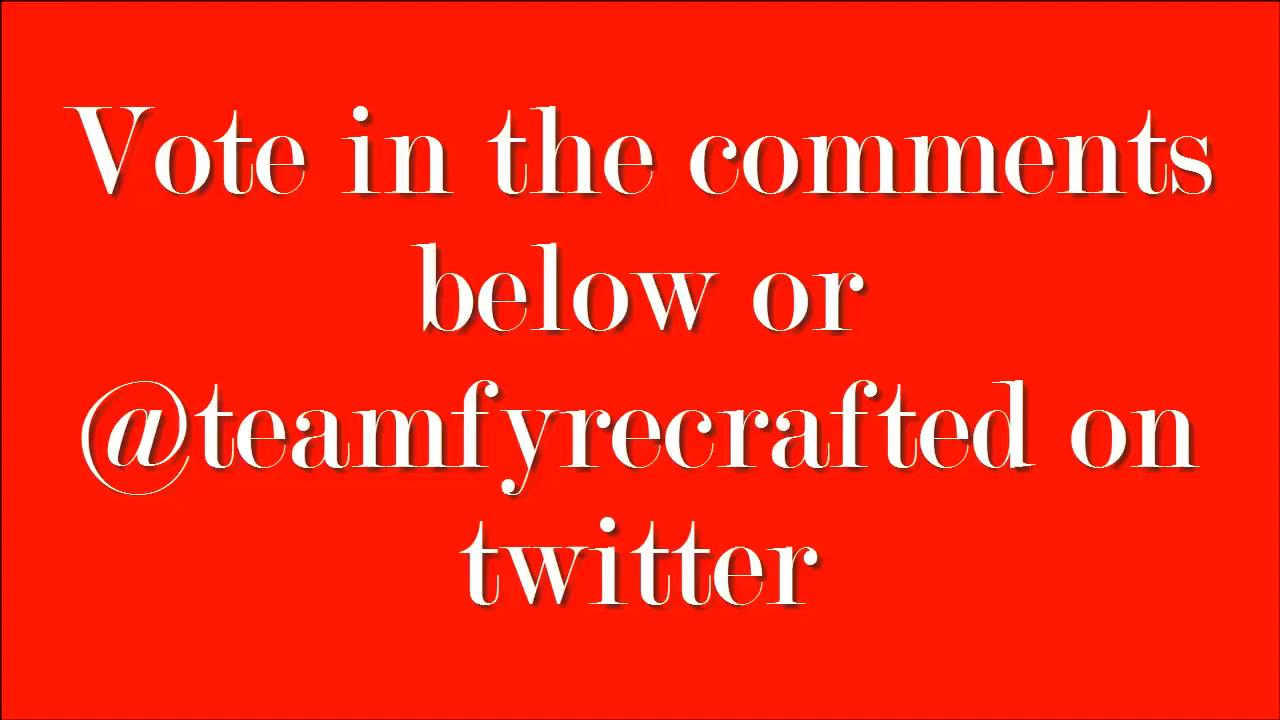 Vote in the comments
below or
@teamfyrecrafted on
twitter